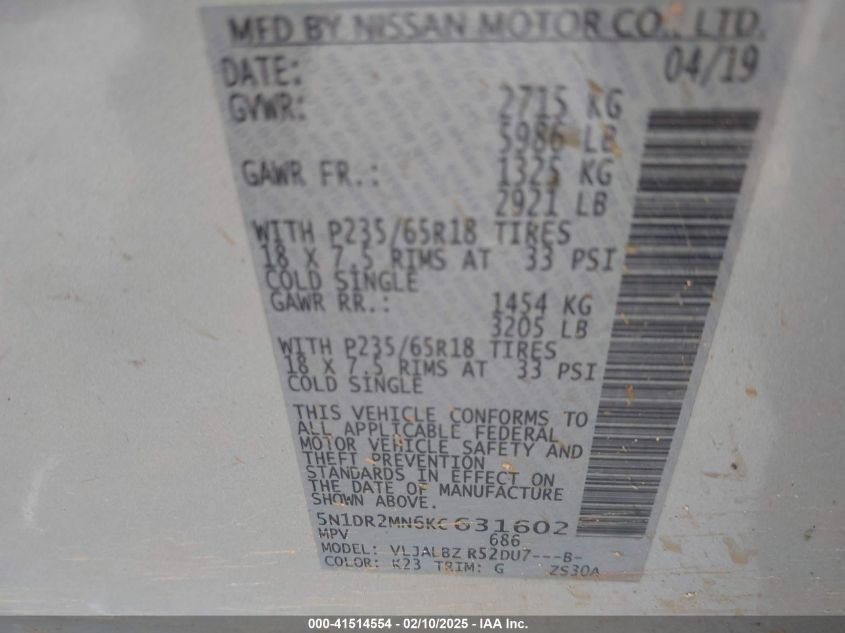 MFD BY NISSAN MOTOR CO., LTD.
DATE: 04/19
GVWR: 2715 KG
5986 LB
GAWR FR.: 1325 KG
2921 LB
WITH P235/65R18 TIRES
18 X 7.5 RIMS AT 33 PSI
COLD SINGLE
GAWR RR.: 1454 KG
3205 LB
WITH P235/65R18 TIRES
18 X 7.5 RIMS AT 33 PSI
COLD SINGLE
THIS VEHICLE CONFORMS TO
ALL APPLICABLE FEDERAL
MOTOR VEHICLE SAFETY AND
THEFT PREVENTION
STANDARDS IN EFFECT ON
THE DATE OF MANUFACTURE
SHOWN ABOVE.
5N1DR2MN6KC631602
MPV 686
MODEL: VLJALBZ R52DU7---B-
COLOR: K23 TRIM: G ZS30A
000-41514554 - 02/10/2025 - IAA Inc.